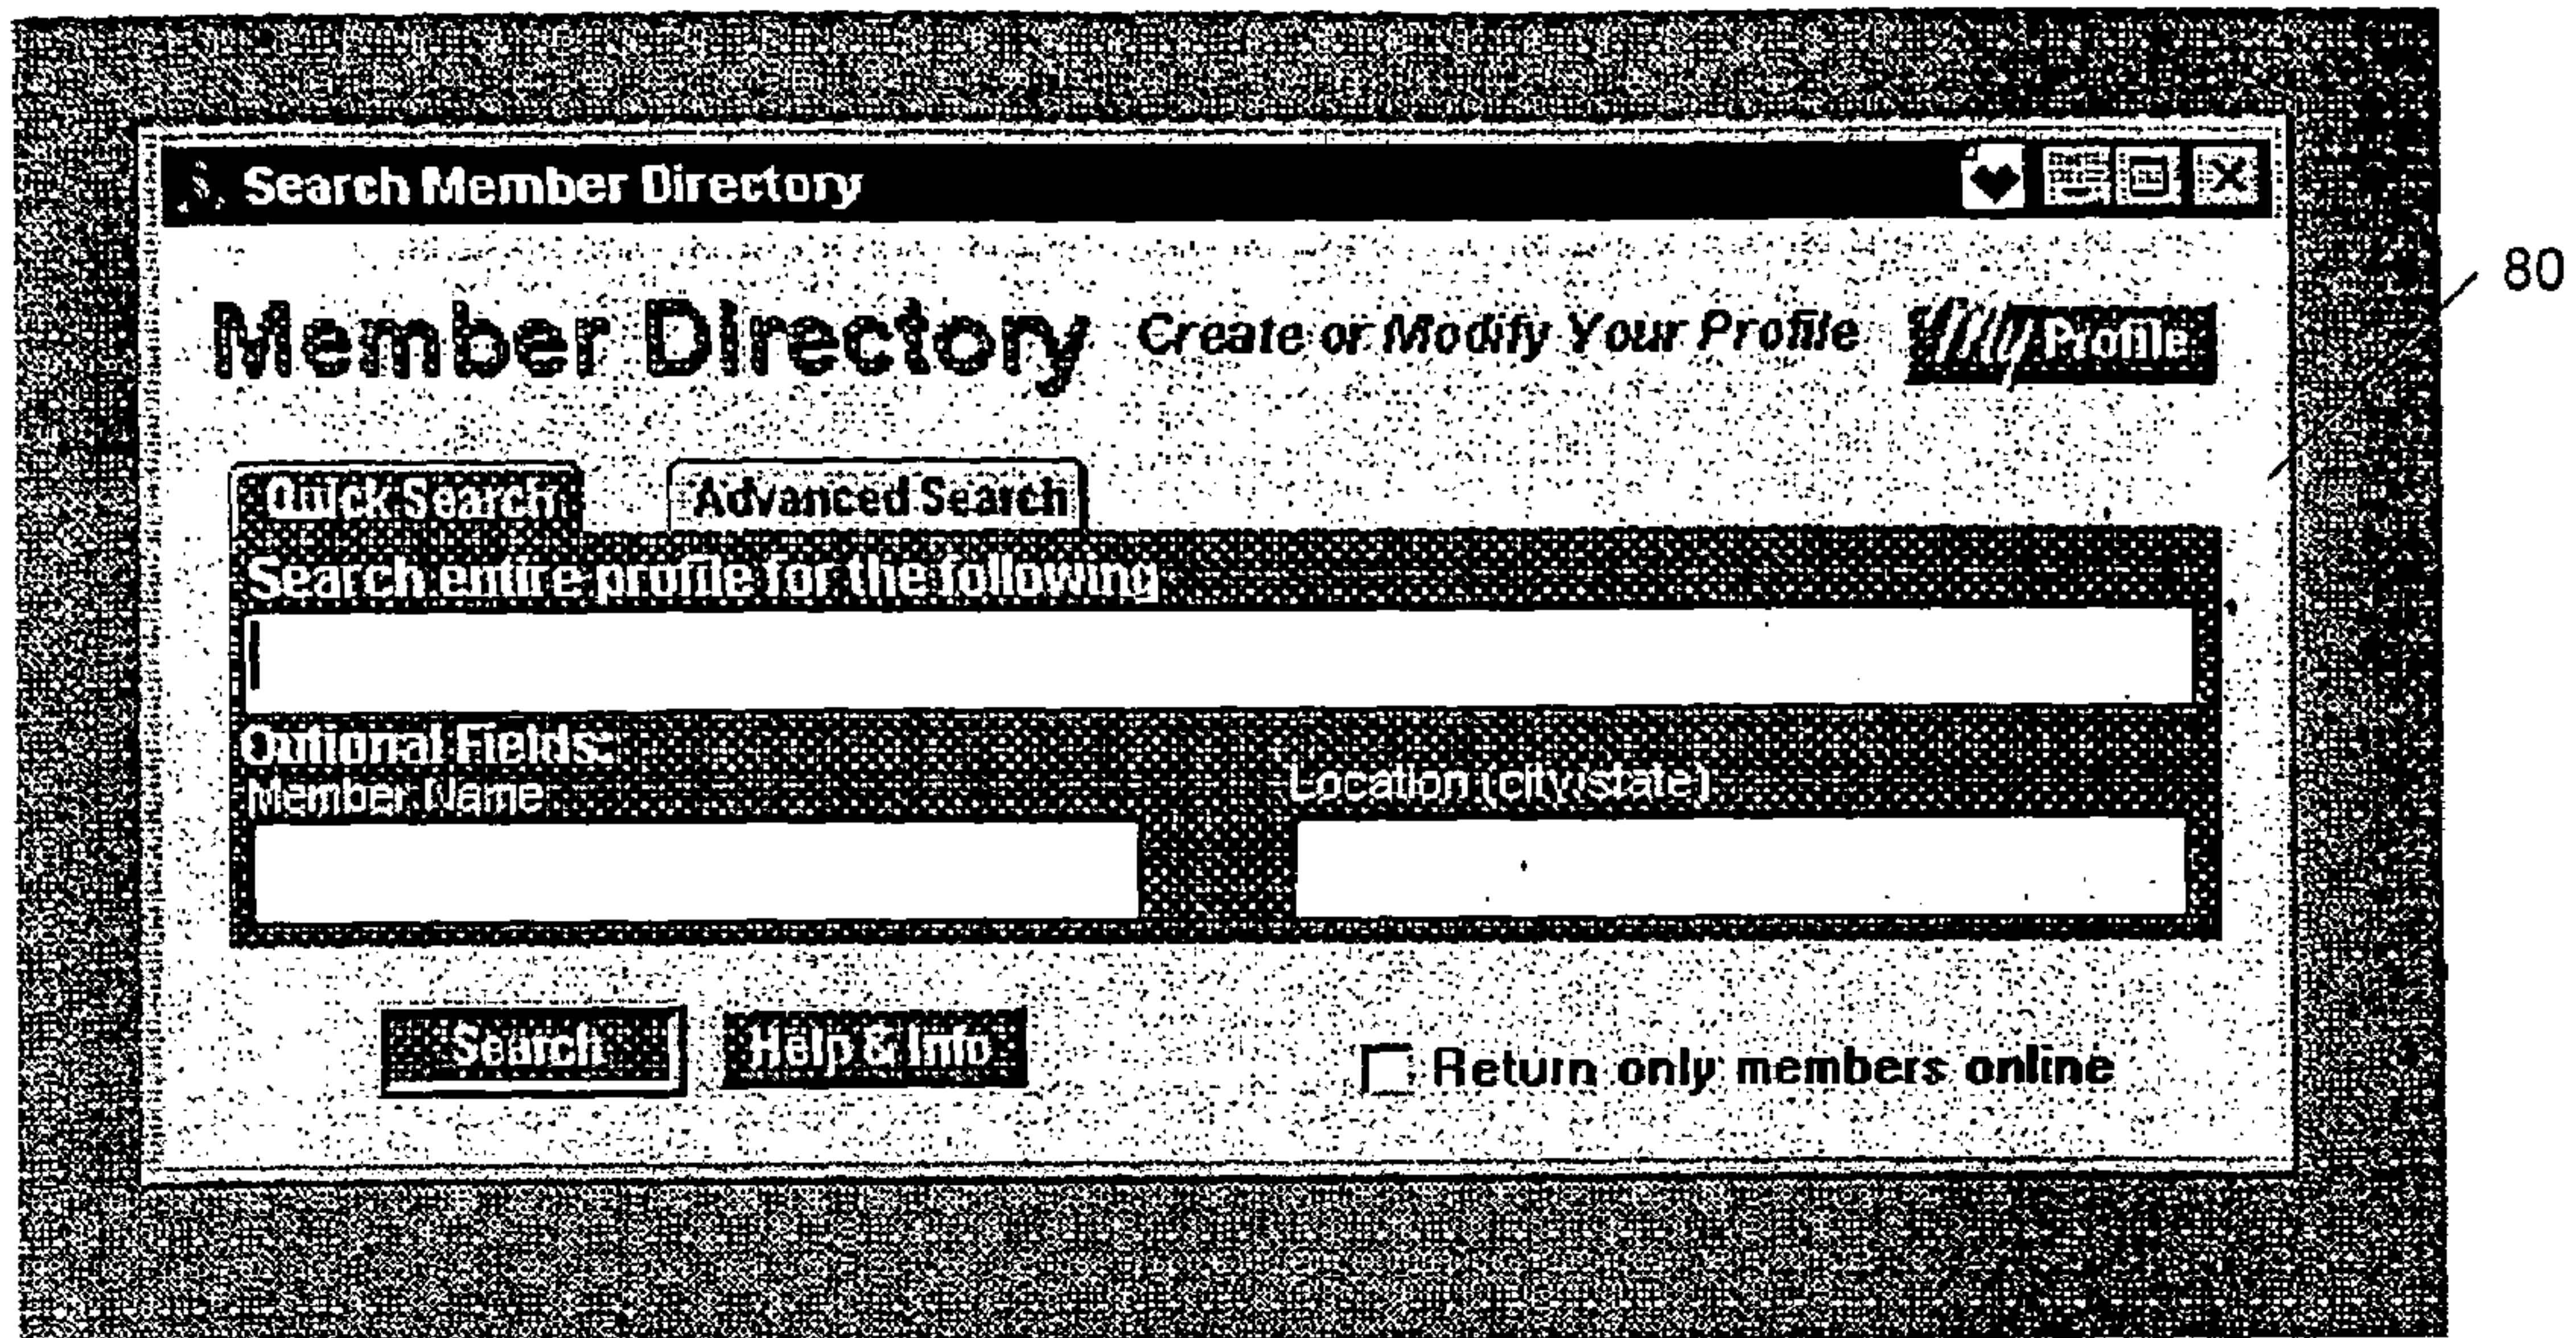 Search Member Directory
80
Member Directory Create or Modify Your Profile My Profile
Quick Search Advanced Search
Search entire profile for the following
Optional Fields:
Member Name Location (city/state)
Search Help & Info Return only members online